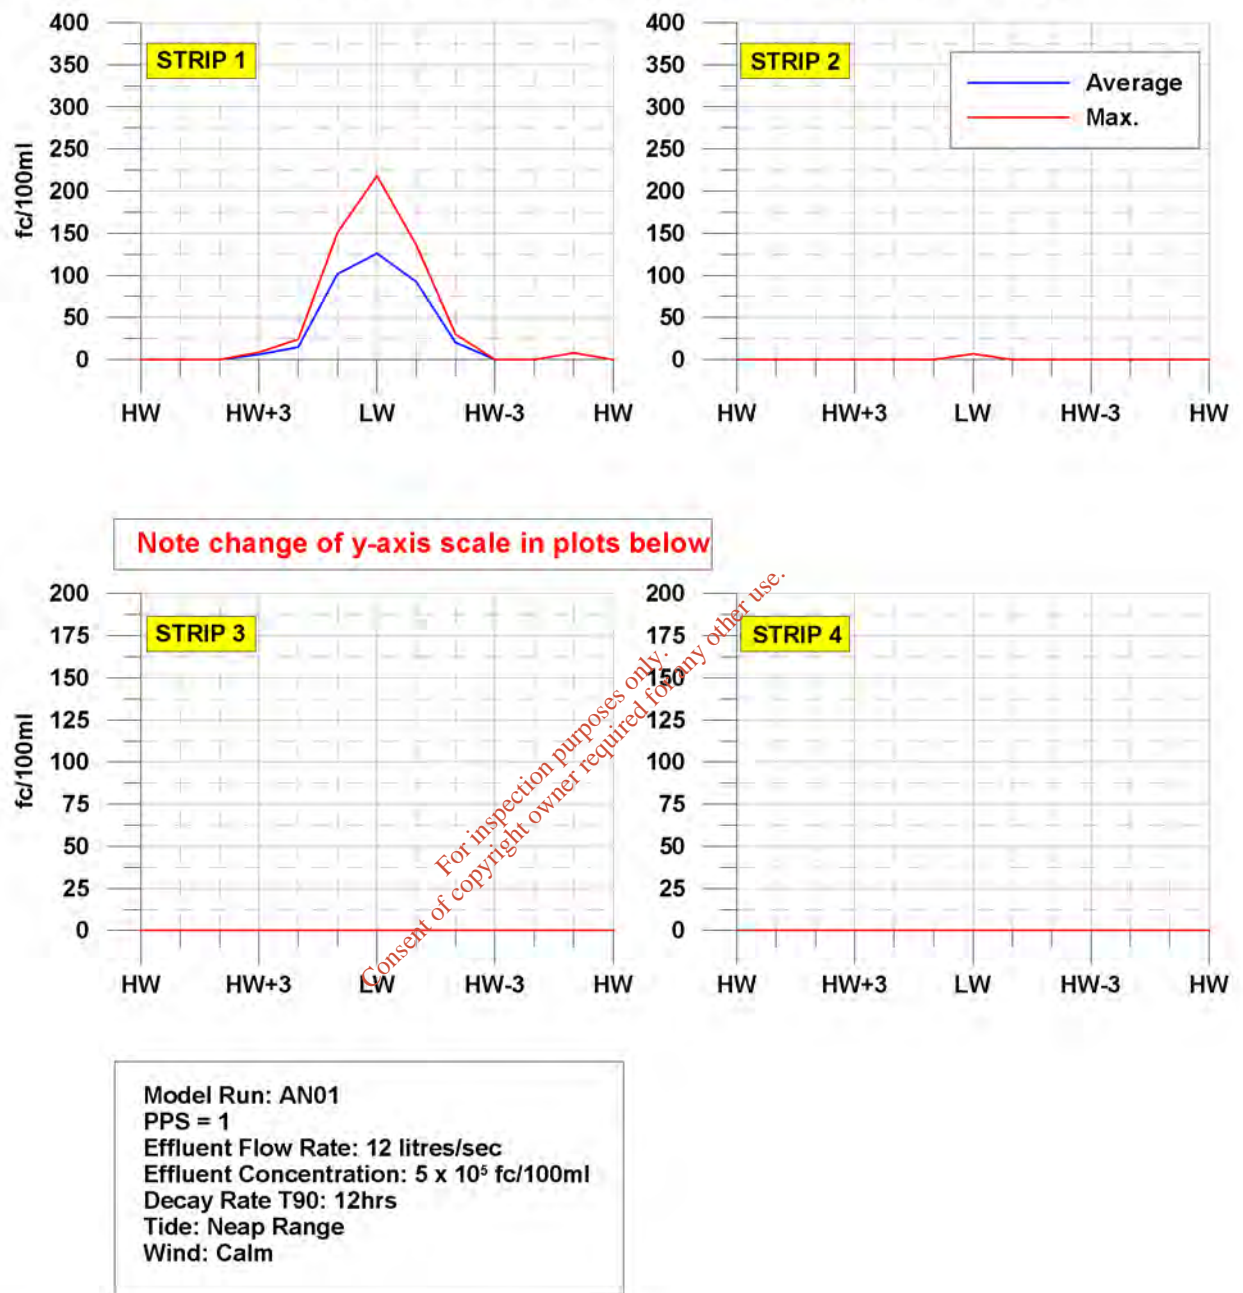 400
350
300
250
200
150
100
50
0
fc/100ml
STRIP 1
HW HW+3 LW HW-3 HW
400
350
300
250
200
150
100
50
0
STRIP 2
Average
Max.
HW HW+3 LW HW-3 HW
Note change of y-axis scale in plots below
200
175
150
125
100
75
50
25
0
fc/100ml
STRIP 3
HW HW+3 LW HW-3 HW
200
175
150
125
100
75
50
25
0
STRIP 4
HW HW+3 LW HW-3 HW
For inspection purposes only.
Consent of copyright owner required for any other use.
Model Run: AN01
PPS = 1
Effluent Flow Rate: 12 litres/sec
Effluent Concentration: 5 x 10⁵ fc/100ml
Decay Rate T90: 12hrs
Tide: Neap Range
Wind: Calm